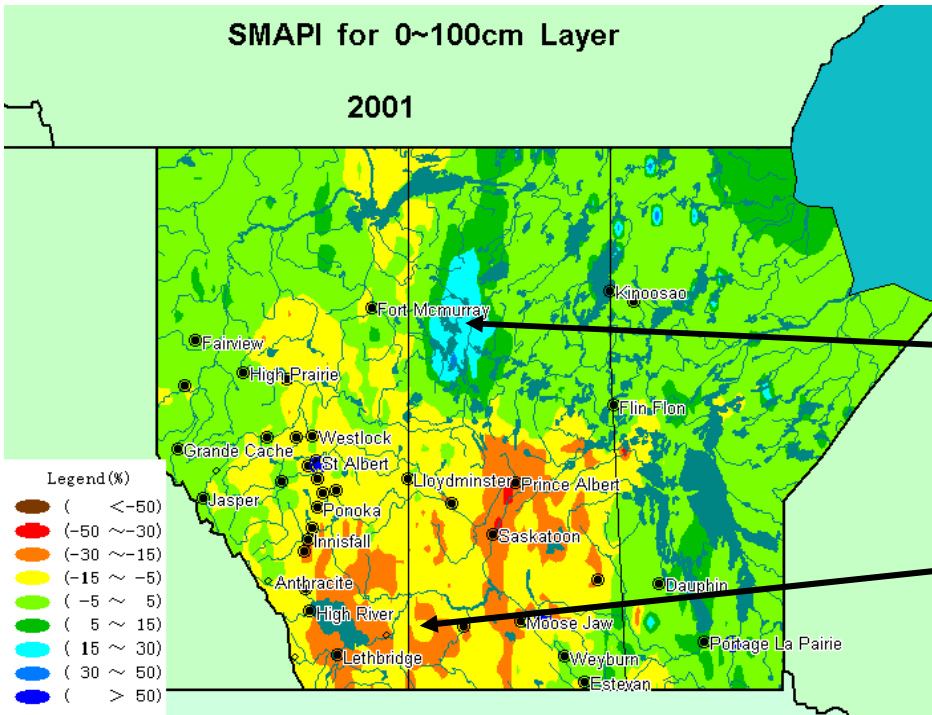 SMAPI for 0~100cm Layer
2001
Kinoosao
Fort Mcmurray
Fairview
High Prairie
Flin Flon
Westlock
Grande Cache
St Albert
Lloydminster
Prince Albert
Jasper
Ponoka
Saskatoon
Innisfall
Anthracite
Dauphin
High River
Moose Jaw
Portage La Pairie
Lethbridge
Weyburn
Estevan
Legend(%)
( <-50)
(-50 ~-30)
(-30 ~-15)
(-15 ~ -5)
( -5 ~ 5)
( 5 ~ 15)
( 15 ~ 30)
( 30 ~ 50)
( > 50)